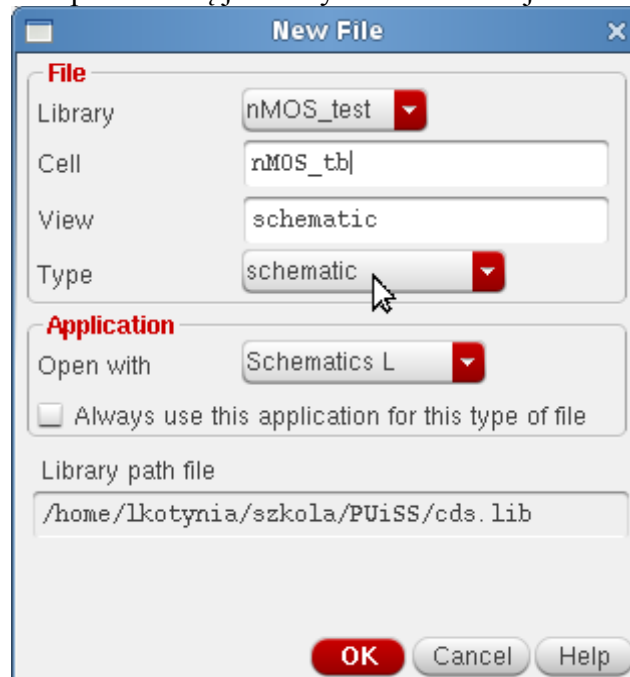 New File
File
Library nMOS_test
Cell nMOS_tb
View schematic
Type schematic
Application
Open with Schematics L
Always use this application for this type of file
Library path file
/home/lkotynia/szkola/PUiSS/cds.lib
OK Cancel Help